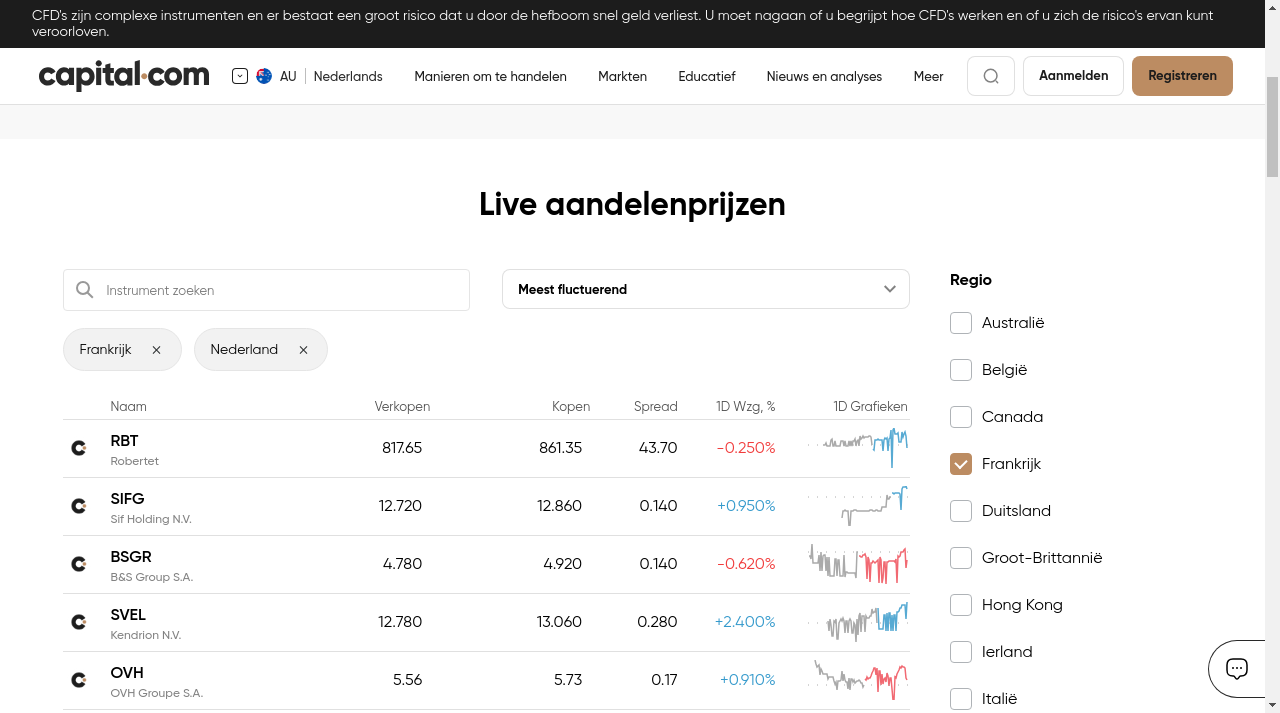 CFD's zijn complexe instrumenten en er bestaat een groot risico dat u door de hefboom snel geld verliest. U moet nagaan of u begrijpt hoe CFD's werken en of u zich de risico's ervan kunt
veroorloven.
capital.com AU Nederlands Manieren om te handelen Markten Educatief Nieuws en analyses Meer Aanmelden Registreren
Live aandelenprijzen
Instrument zoeken Meest fluctuerend
Frankrijk × Nederland ×
Naam Verkopen Kopen Spread 1D Wzg, % 1D Grafieken
RBT 817.65 861.35 43.70 -0.250%
Robertet
SIFG 12.720 12.860 0.140 +0.950%
Sif Holding N.V.
BSGR 4.780 4.920 0.140 -0.620%
B&S Group S.A.
SVEL 12.780 13.060 0.280 +2.400%
Kendrion N.V.
OVH 5.56 5.73 0.17 +0.910%
OVH Groupe S.A.
Regio
Australië
België
Canada
Frankrijk
Duitsland
Groot-Brittannië
Hong Kong
Ierland
Italië